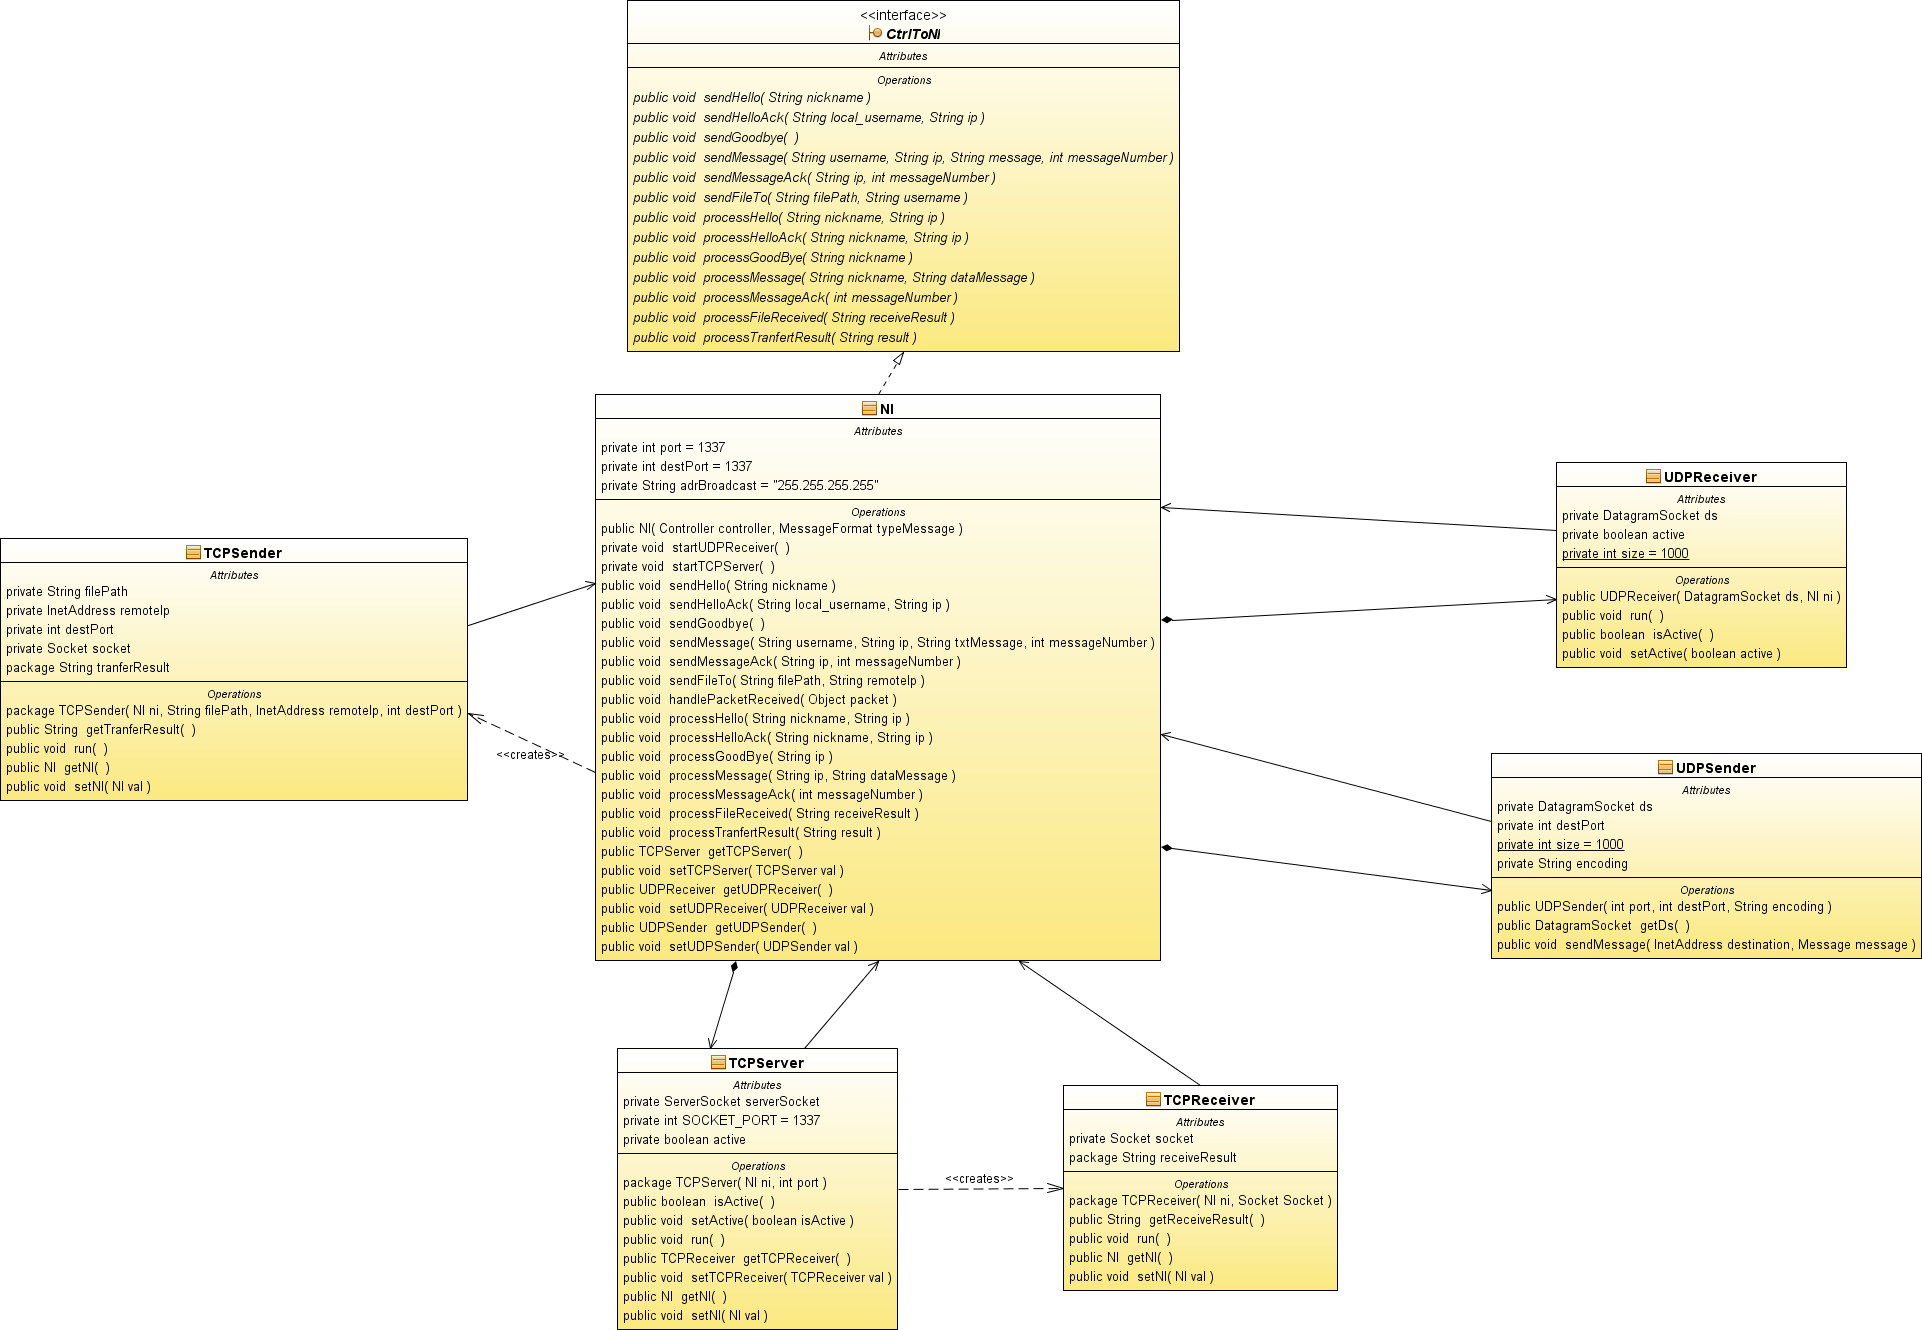 <<interface>>
CtrlToNI
Attributes
Operations
public void sendHello( String nickname )
public void sendHelloAck( String local_username, String ip )
public void sendGoodbye( )
public void sendMessage( String username, String ip, String message, int messageNumber )
public void sendMessageAck( String ip, int messageNumber )
public void sendFileTo( String filePath, String username )
public void processHello( String nickname, String ip )
public void processHelloAck( String nickname, String ip )
public void processGoodBye( String nickname )
public void processMessage( String nickname, String dataMessage )
public void processMessageAck( int messageNumber )
public void processFileReceived( String receiveResult )
public void processTranfertResult( String result )
NI
Attributes
private int port = 1337
private int destPort = 1337
private String adrBroadcast = "255.255.255.255"
Operations
public NI( Controller controller, MessageFormat typeMessage )
private void startUDPReceiver( )
private void startTCPServer( )
public void sendHello( String nickname )
public void sendHelloAck( String local_username, String ip )
public void sendGoodbye( )
public void sendMessage( String username, String ip, String txtMessage, int messageNumber )
public void sendMessageAck( String ip, int messageNumber )
public void sendFileTo( String filePath, String remoteIp )
public void handlePacketReceived( Object packet )
public void processHello( String nickname, String ip )
public void processHelloAck( String nickname, String ip )
public void processGoodBye( String ip )
public void processMessage( String ip, String dataMessage )
public void processMessageAck( int messageNumber )
public void processFileReceived( String receiveResult )
public void processTranfertResult( String result )
public TCPServer getTCPServer( )
public void setTCPServer( TCPServer val )
public UDPReceiver getUDPReceiver( )
public void setUDPReceiver( UDPReceiver val )
public UDPSender getUDPSender( )
public void setUDPSender( UDPSender val )
UDPReceiver
Attributes
private DatagramSocket ds
private boolean active
private int size = 1000
Operations
public UDPReceiver( DatagramSocket ds, NI ni )
public void run( )
public boolean isActive( )
public void setActive( boolean active )
TCPSender
Attributes
private String filePath
private InetAddress remoteIp
private int destPort
private Socket socket
package String tranferResult
Operations
package TCPSender( NI ni, String filePath, InetAddress remoteIp, int destPort )
public String getTranferResult( )
public void run( )
public NI getNI( )
public void setNI( NI val )
<<creates>>
UDPSender
Attributes
private DatagramSocket ds
private int destPort
private int size = 1000
private String encoding
Operations
public UDPSender( int port, int destPort, String encoding )
public DatagramSocket getDs( )
public void sendMessage( InetAddress destination, Message message )
TCPServer
Attributes
private ServerSocket serverSocket
private int SOCKET_PORT = 1337
private boolean active
Operations
package TCPServer( NI ni, int port )
public boolean isActive( )
public void setActive( boolean isActive )
public void run( )
public TCPReceiver getTCPReceiver( )
public void setTCPReceiver( TCPReceiver val )
public NI getNI( )
public void setNI( NI val )
<<creates>>
TCPReceiver
Attributes
private Socket socket
package String receiveResult
Operations
package TCPReceiver( NI ni, Socket Socket )
public String getReceiveResult( )
public void run( )
public NI getNI( )
public void setNI( NI val )